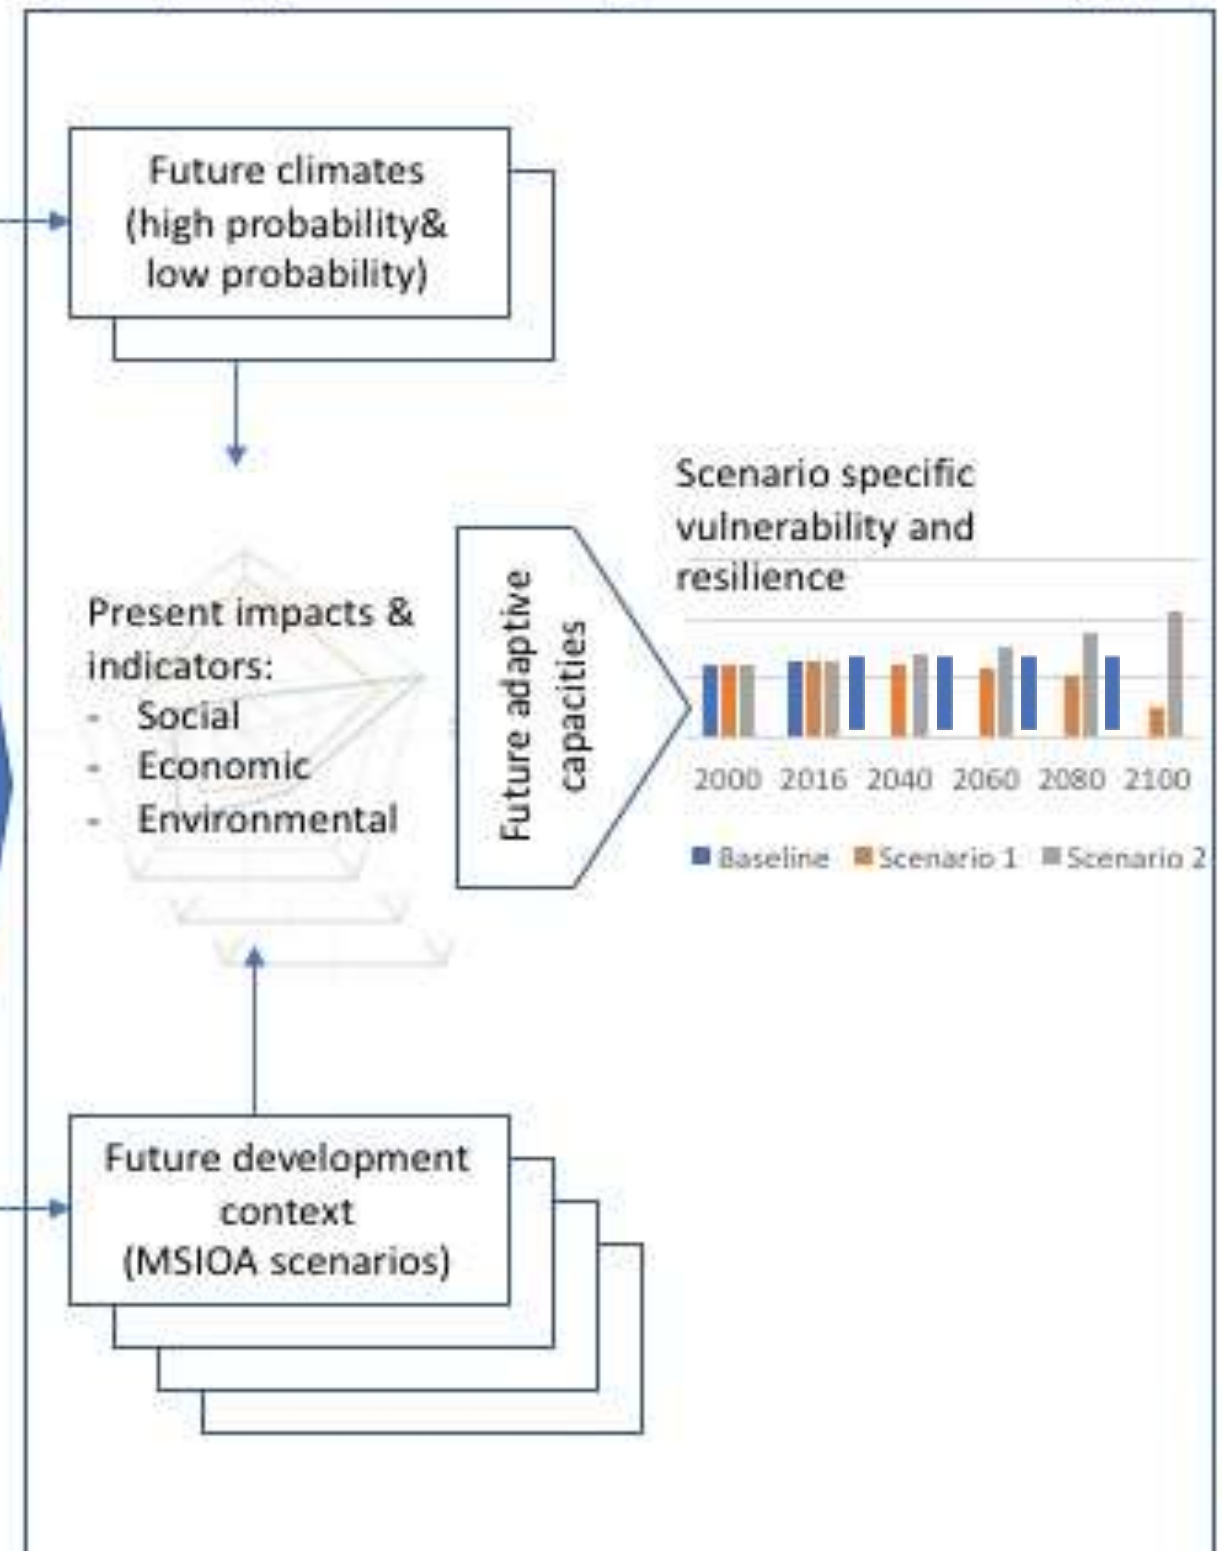 Future climates
(high probability&
low probability)
Scenario specific
vulnerability and
resilience
Present impacts &
indicators:
- Social
- Economic
- Environmental
Future adaptive
capacities
2000 2016 2040 2060 2080 2100
Baseline Scenario 1 Scenario 2
Future development
context
(MSIOA scenarios)